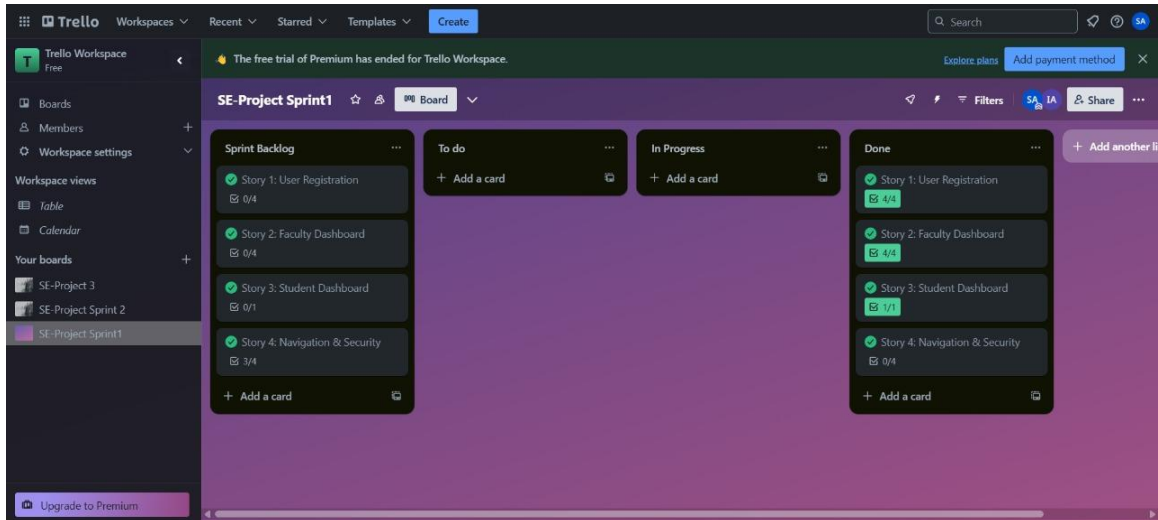 Trello Workspaces Recent Starred Templates Create Search SA
T Trello Workspace
Free
The free trial of Premium has ended for Trello Workspace. Explore plans Add payment method
Boards
Members
Workspace settings
Workspace views
Table
Calendar
Your boards
SE-Project 3
SE-Project Sprint 2
SE-Project Sprint1
Upgrade to Premium
SE-Project Sprint1 Board Filters SA IA Share
Sprint Backlog
Story 1: User Registration
0/4
Story 2: Faculty Dashboard
0/4
Story 3: Student Dashboard
0/1
Story 4: Navigation & Security
3/4
+ Add a card
To do
+ Add a card
In Progress
+ Add a card
Done
Story 1: User Registration
4/4
Story 2: Faculty Dashboard
4/4
Story 3: Student Dashboard
1/1
Story 4: Navigation & Security
0/4
+ Add a card
+ Add another li